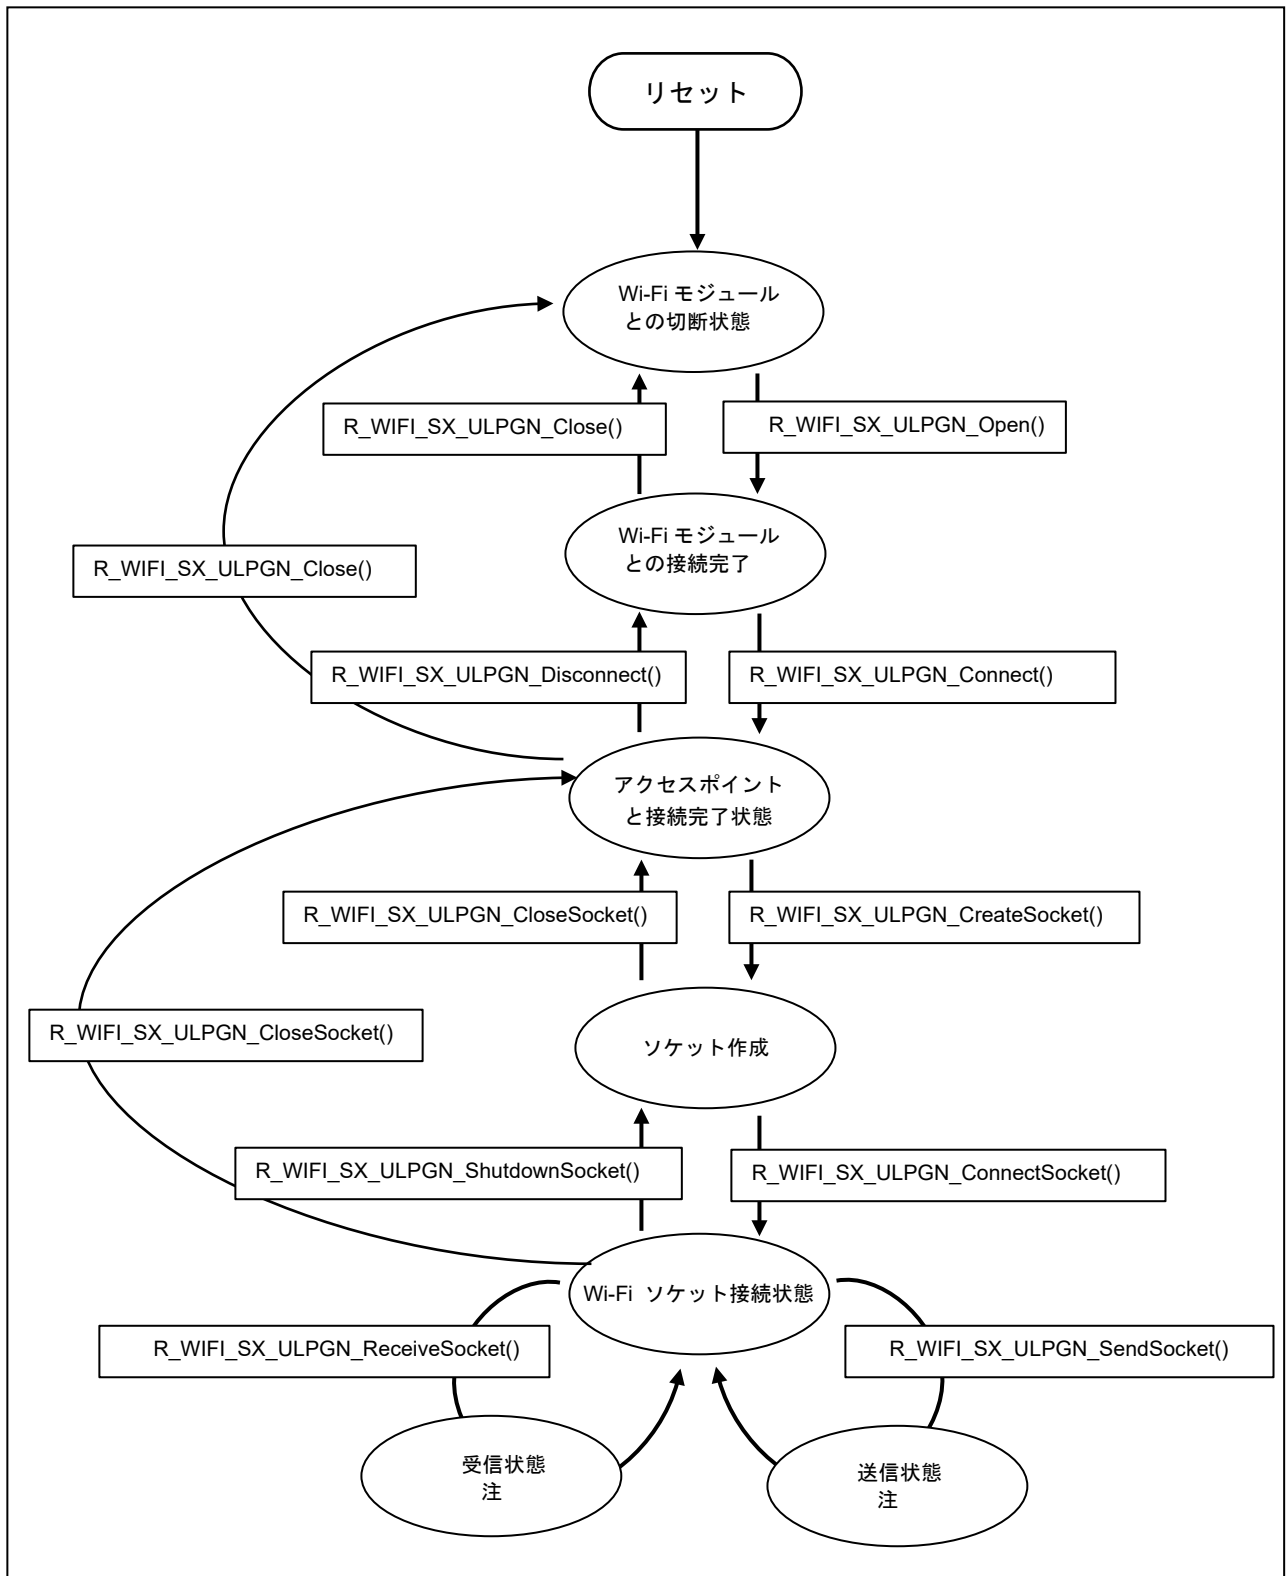 リセット
Wi-Fi モジュール
との切断状態
R_WIFI_SX_ULPGN_Close()
R_WIFI_SX_ULPGN_Open()
Wi-Fi モジュール
との接続完了
R_WIFI_SX_ULPGN_Close()
R_WIFI_SX_ULPGN_Disconnect()
R_WIFI_SX_ULPGN_Connect()
アクセスポイント
と接続完了状態
R_WIFI_SX_ULPGN_CloseSocket()
R_WIFI_SX_ULPGN_CreateSocket()
R_WIFI_SX_ULPGN_CloseSocket()
ソケット作成
R_WIFI_SX_ULPGN_ShutdownSocket()
R_WIFI_SX_ULPGN_ConnectSocket()
Wi-Fi ソケット接続状態
R_WIFI_SX_ULPGN_ReceiveSocket()
R_WIFI_SX_ULPGN_SendSocket()
受信状態
注
送信状態
注